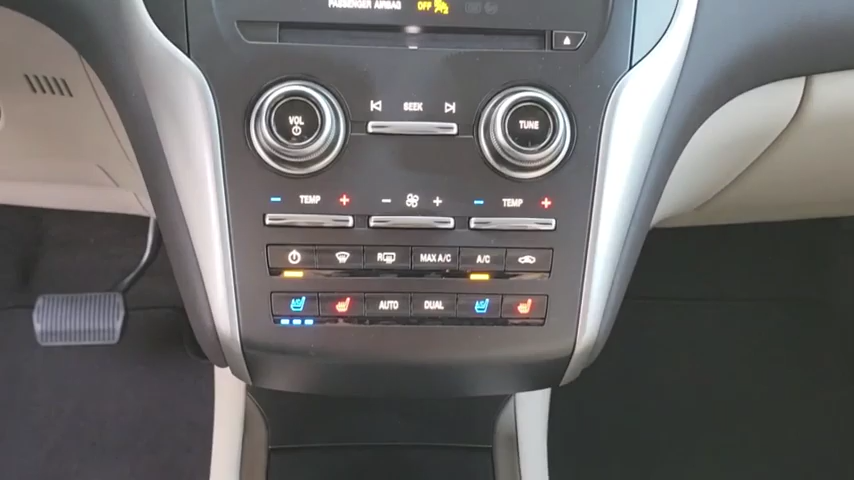 PASSENGER AIRBAG OFF
SEEK
VOL
TUNE
TEMP
TEMP
R MAX A/C A/C
AUTO DUAL